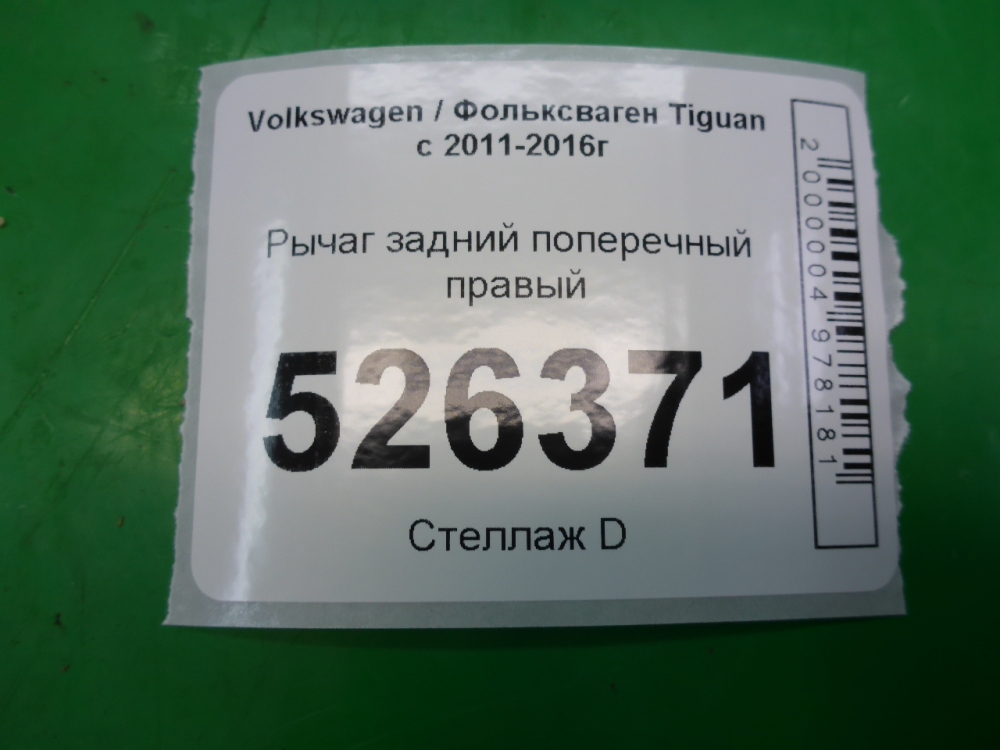 Volkswagen / Фольксваген Tiguan
с 2011-2016г
Рычаг задний поперечный
правый
526371
Стеллаж D
2000004978181